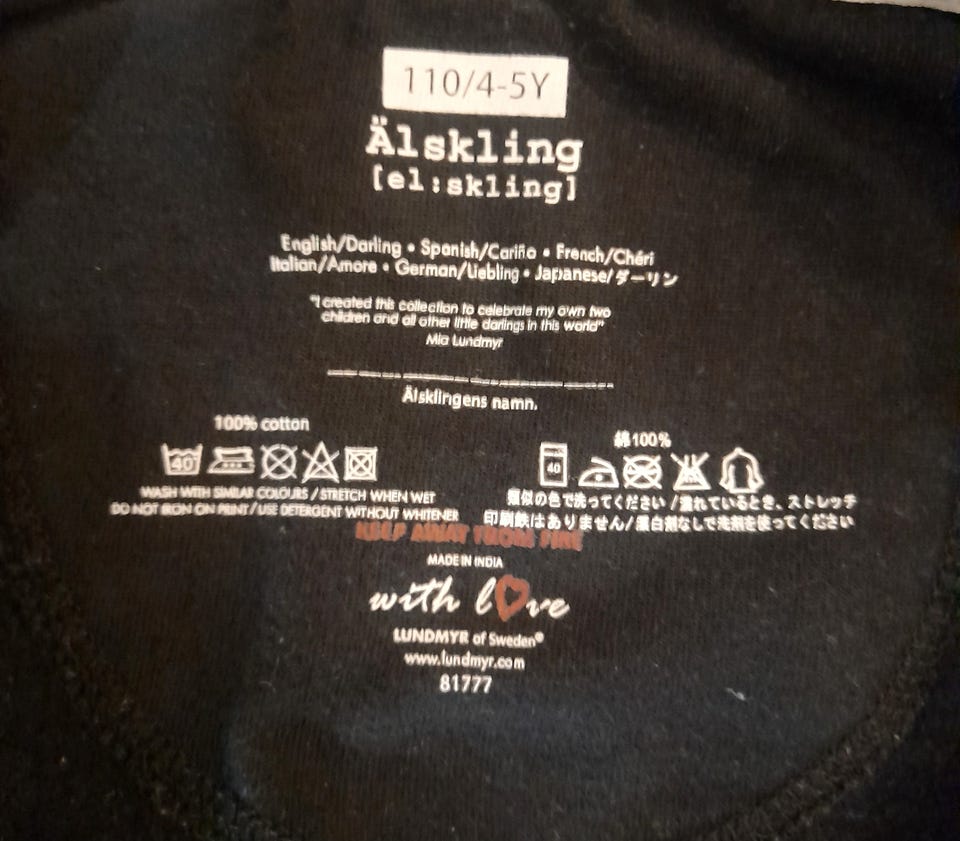 110/4-5Y
Älskling
[el:skling]
English/Darling • Spanish/Cariña • French/Chéri
Italian/Amore • German/Liebling • Japanese/ダーリン
"I created this collection to celebrate my own two
children and all other little darlings in this world"
Mia Lundmyr
Älsklingens namn.
100% cotton
綿100%
40
40
WASH WITH SIMILAR COLOURS / STRETCH WHEN WET
DO NOT IRON ON PRINT / USE DETERGENT WITHOUT WHITENER
類似の色で洗ってください / 濡れているとき、ストレッチ
印刷鉄はありません / 漂白剤なしで洗剤を使ってください
KEEP AWAY FROM FIRE
MADE IN INDIA
with love
LUNDMYR of Sweden®
www.lundmyr.com
81777